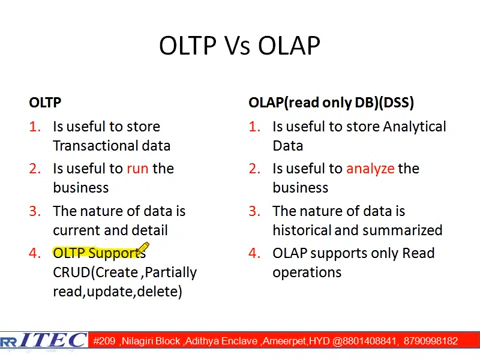 OLTP Vs OLAP
OLTP
1. Is useful to store
Transactional data
2. Is useful to run the
business
3. The nature of data is
current and detail
4. OLTP Supports
CRUD(Create ,Partially
read,update,delete)
OLAP(read only DB)(DSS)
1. Is useful to store Analytical
Data
2. Is useful to analyze the
business
3. The nature of data is
historical and summarized
4. OLAP supports only Read
operations
RR ITEC #209 ,Nilagiri Block ,Adithya Enclave ,Ameerpet,HYD @8801408841, 8790998182